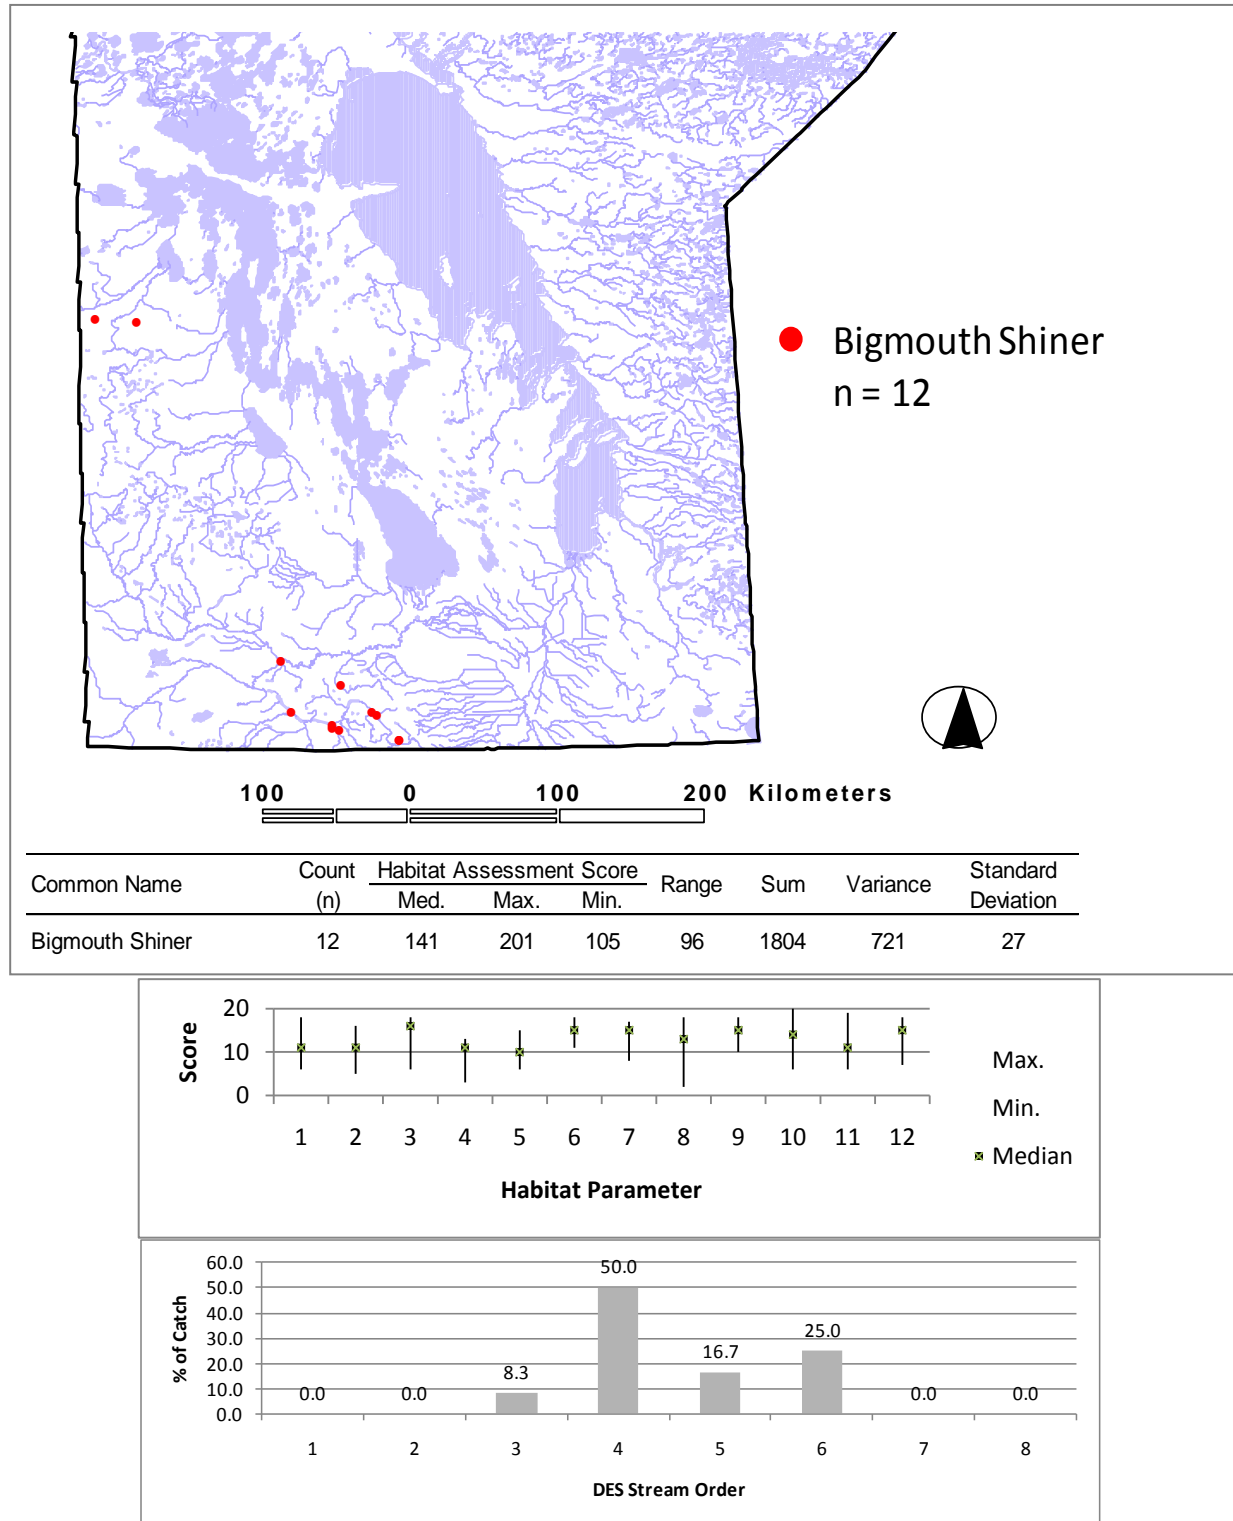 Bigmouth Shiner
n = 12
100 0 100 200 Kilometers
Common Name Count (n) Habitat Assessment Score Range Sum Variance Standard Deviation
Med. Max. Min.
Bigmouth Shiner 12 141 201 105 96 1804 721 27
Score
20
10
0
1 2 3 4 5 6 7 8 9 10 11 12
Habitat Parameter
Max.
Min.
Median
% of Catch
60.0
50.0
40.0
30.0
20.0
10.0
0.0
0.0 0.0 8.3 50.0 16.7 25.0 0.0 0.0
1 2 3 4 5 6 7 8
DES Stream Order